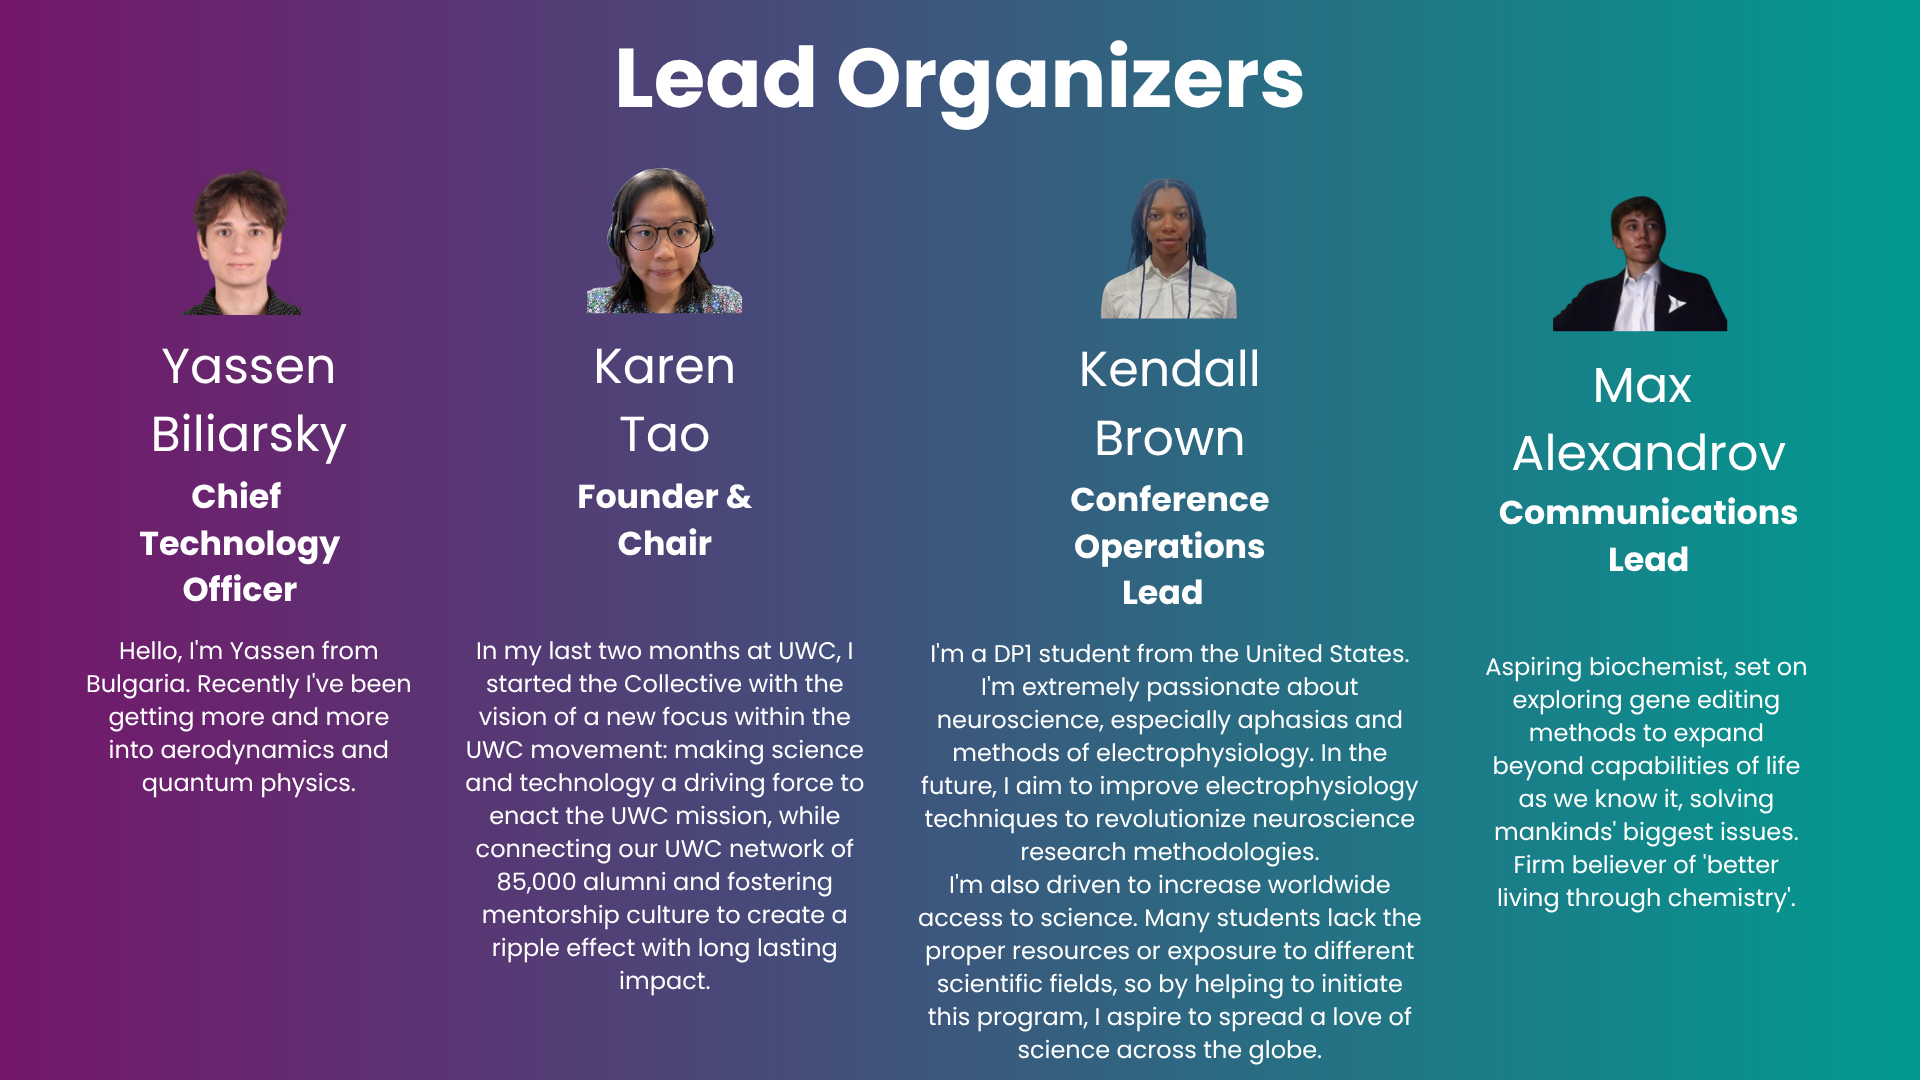 Lead Organizers
Yassen
Biliarsky
Chief
Technology
Officer
Hello, I'm Yassen from
Bulgaria. Recently I've been
getting more and more
into aerodynamics and
quantum physics.
Karen
Tao
Founder &
Chair
In my last two months at UWC, I
started the Collective with the
vision of a new focus within the
UWC movement: making science
and technology a driving force to
enact the UWC mission, while
connecting our UWC network of
85,000 alumni and fostering
mentorship culture to create a
ripple effect with long lasting
impact.
Kendall
Brown
Conference
Operations
Lead
I'm a DP1 student from the United States.
I'm extremely passionate about
neuroscience, especially aphasias and
methods of electrophysiology. In the
future, I aim to improve electrophysiology
techniques to revolutionize neuroscience
research methodologies.
I'm also driven to increase worldwide
access to science. Many students lack the
proper resources or exposure to different
scientific fields, so by helping to initiate
this program, I aspire to spread a love of
science across the globe.
Max
Alexandrov
Communications
Lead
Aspiring biochemist, set on
exploring gene editing
methods to expand
beyond capabilities of life
as we know it, solving
mankinds' biggest issues.
Firm believer of 'better
living through chemistry'.